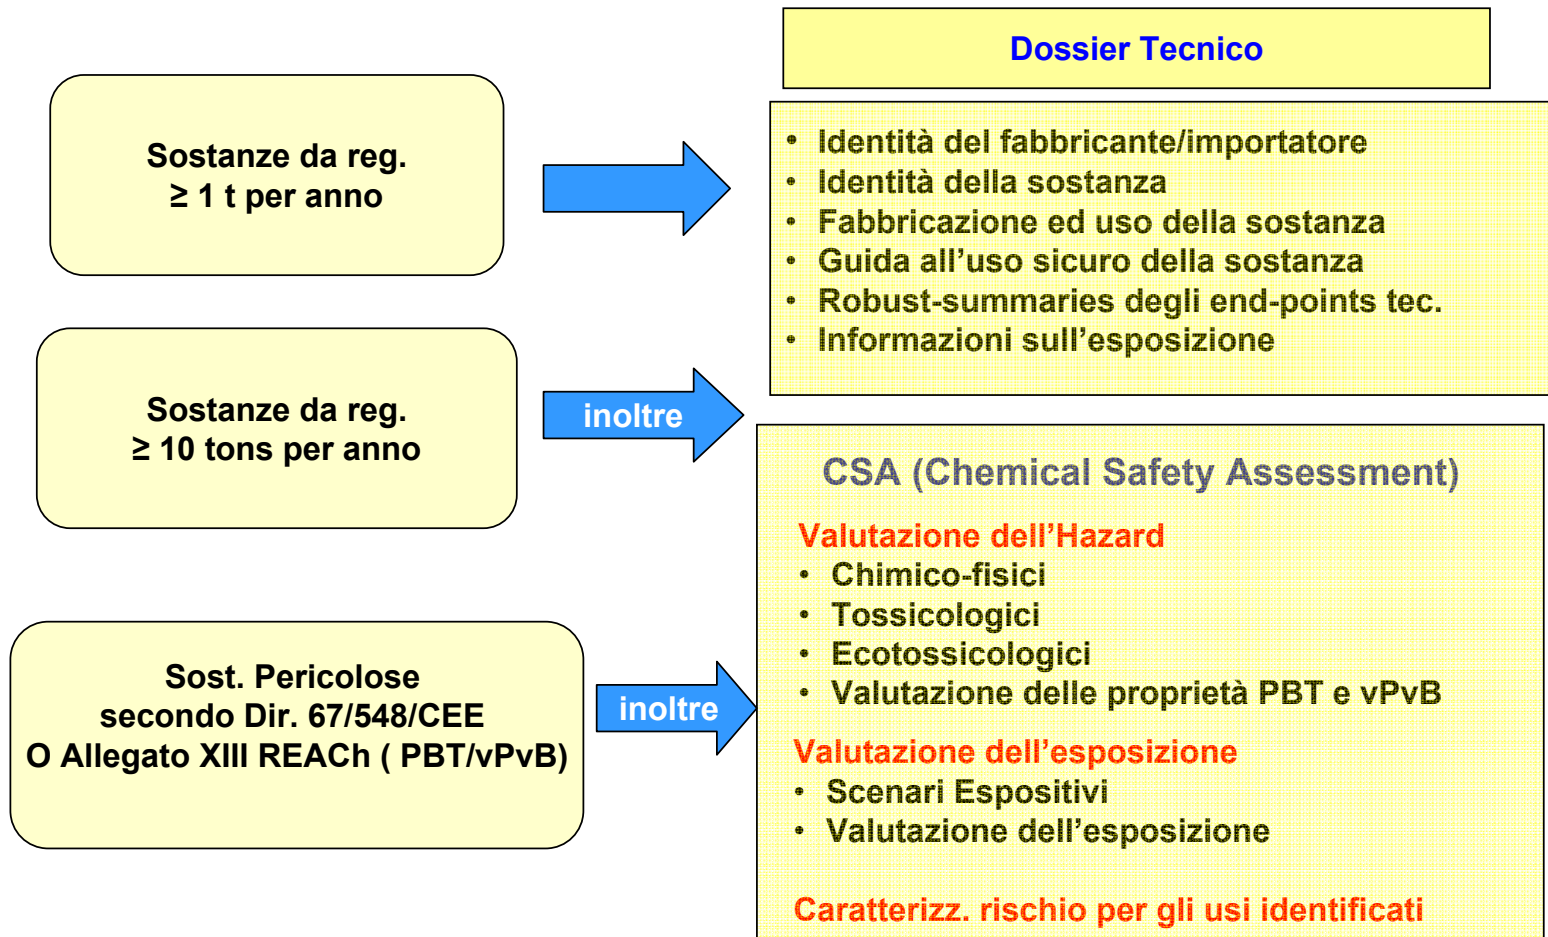 Dossier Tecnico
Sostanze da reg.
≥ 1 t per anno
• Identità del fabbricante/importatore
• Identità della sostanza
• Fabbricazione ed uso della sostanza
• Guida all'uso sicuro della sostanza
• Robust-summaries degli end-points tec.
• Informazioni sull'esposizione
Sostanze da reg.
≥ 10 tons per anno
inoltre
CSA (Chemical Safety Assessment)
Valutazione dell'Hazard
• Chimico-fisici
• Tossicologici
• Ecotossicologici
• Valutazione delle proprietà PBT e vPvB
Sost. Pericolose
secondo Dir. 67/548/CEE
O Allegato XIII REACh ( PBT/vPvB)
inoltre
Valutazione dell'esposizione
• Scenari Espositivi
• Valutazione dell'esposizione
Caratterizz. rischio per gli usi identificati